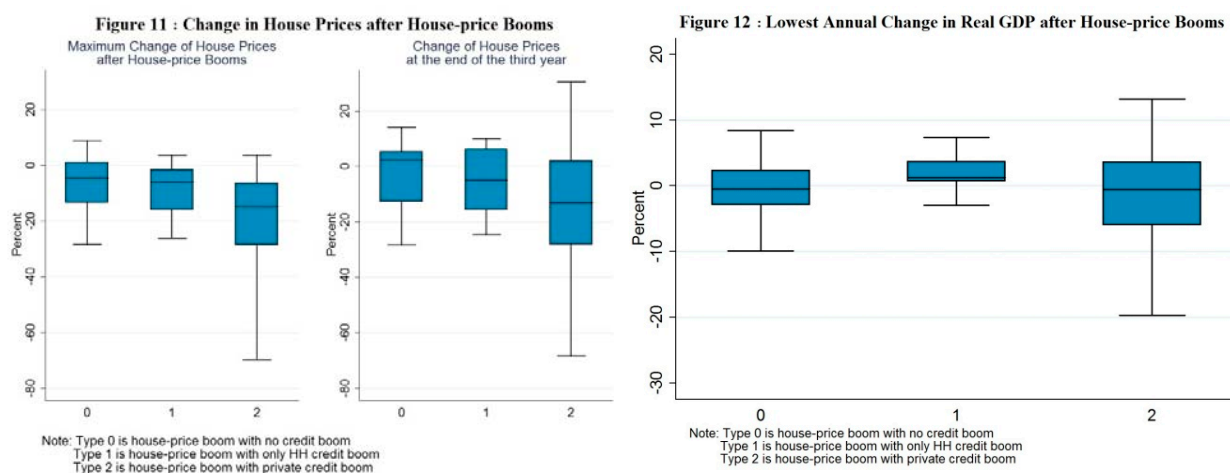 Figure 11 : Change in House Prices after House-price Booms
Maximum Change of House Prices
after House-price Booms
Change of House Prices
at the end of the third year
Percent
20
0
-20
-40
-60
-80
0 1 2
Percent
20
0
-20
-40
-60
-80
0 1 2
Note: Type 0 is house-price boom with no credit boom
Type 1 is house-price boom with only HH credit boom
Type 2 is house-price boom with private credit boom
Figure 12 : Lowest Annual Change in Real GDP after House-price Booms
Percent
20
10
0
-10
-20
-30
0 1 2
Note: Type 0 is house-price boom with no credit boom
Type 1 is house-price boom with only HH credit boom
Type 2 is house-price boom with private credit boom